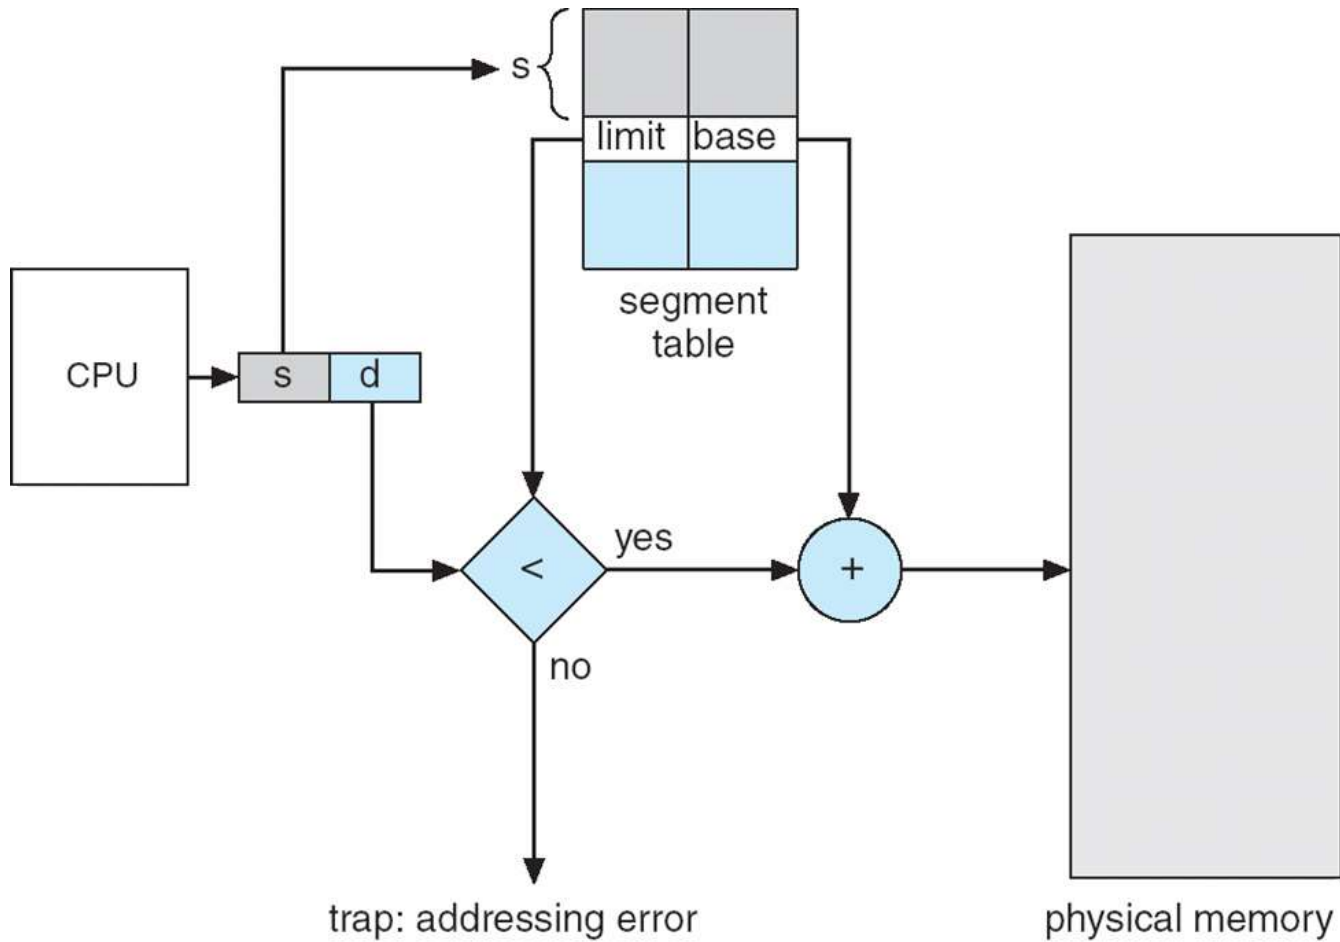 s
limit
base
segment
table
CPU
s
d
<
yes
+
no
trap: addressing error
physical memory